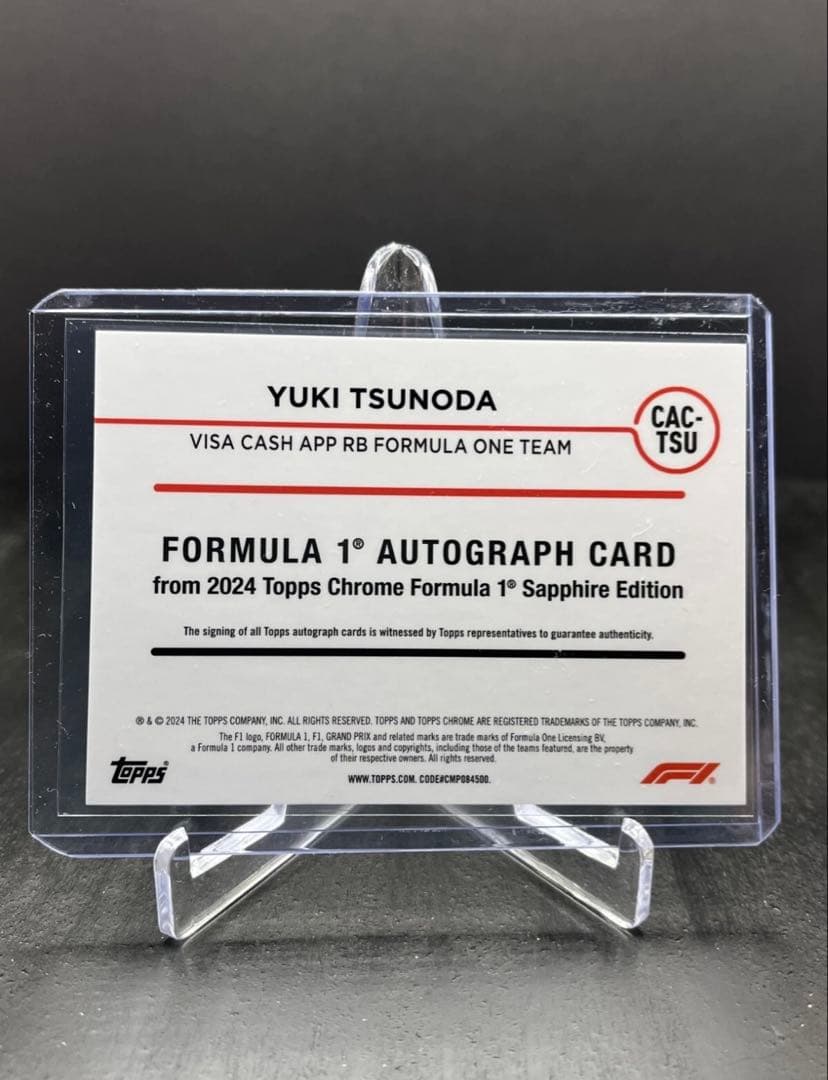 YUKI TSUNODA
CAC-
TSU
VISA CASH APP RB FORMULA ONE TEAM
FORMULA 1® AUTOGRAPH CARD
from 2024 Topps Chrome Formula 1® Sapphire Edition
The signing of all Topps autograph cards is witnessed by Topps representatives to guarantee authenticity.
® & © 2024 THE TOPPS COMPANY, INC. ALL RIGHTS RESERVED. TOPPS AND TOPPS CHROME ARE REGISTERED TRADEMARKS OF THE TOPPS COMPANY, INC.
The F1 logo, FORMULA 1, F1, GRAND PRIX and related marks are trade marks of Formula One Licensing BV,
a Formula 1 company. All other trade marks, logos and copyrights, including those of the teams featured, are the property
of their respective owners. All rights reserved.
WWW.TOPPS.COM. CODE#CMP084500.
topps®
F1®